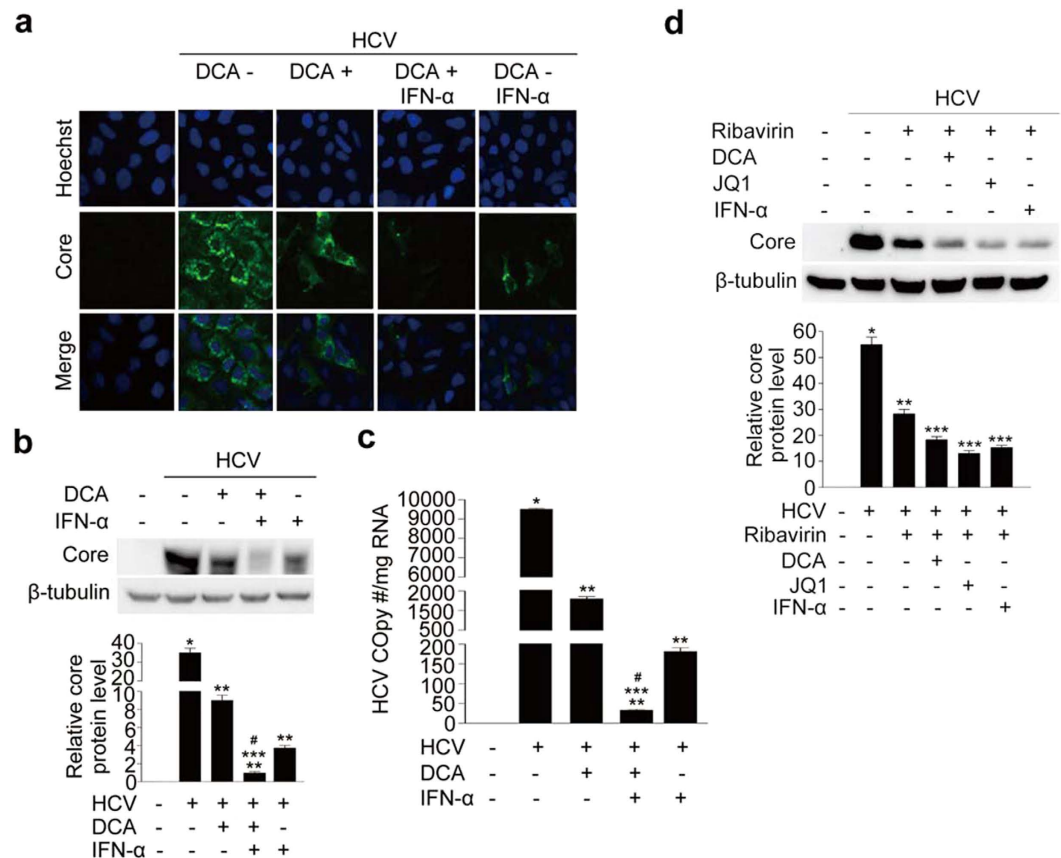 a
HCV
DCA - DCA + DCA + IFN-α DCA - IFN-α
Hoechst
Core
Merge
b
HCV
DCA - - + + -
IFN-α - - - + +
Core
β-tubulin
Relative core protein level
40
30
20
10
8
6
4
2
0
* ** # *** ** **
HCV - + + + +
DCA - - + + -
IFN-α - - - + +
c
HCV COpy #/mg RNA
10000
9000
8000
7000
6000
2000
1500
500
200
150
100
50
0
* ** # *** ** **
HCV - + + + +
DCA - - + + -
IFN-α - - - + +
d
HCV
Ribavirin - - + + + +
DCA - - - + - -
JQ1 - - - - + -
IFN-α - - - - - +
Core
β-tubulin
Relative core protein level
60
50
40
30
20
10
0
* ** *** *** ***
HCV - + + + + +
Ribavirin - - + + + +
DCA - - - + - -
JQ1 - - - - + -
IFN-α - - - - - +